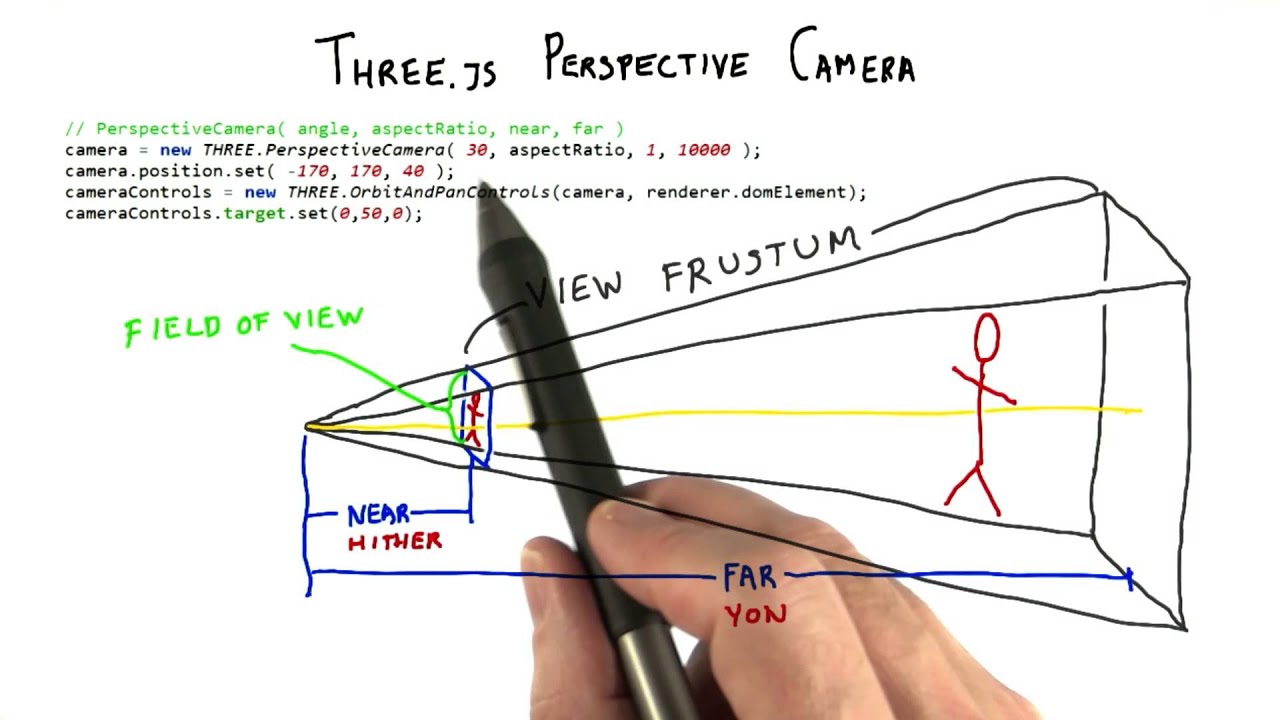 THREE.JS PERSPECTIVE CAMERA
// PerspectiveCamera( angle, aspectRatio, near, far )
camera = new THREE.PerspectiveCamera( 30, aspectRatio, 1, 10000 );
camera.position.set( -170, 170, 40 );
cameraControls = new THREE.OrbitAndPanControls(camera, renderer.domElement);
cameraControls.target.set(0,50,0);
VIEW FRUSTUM
FIELD OF VIEW
NEAR
HITHER
FAR
YON